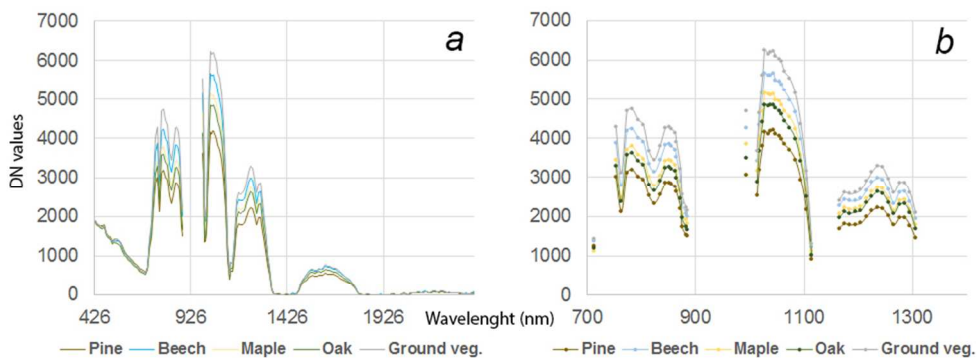 7000
6000
5000
4000
3000
2000
1000
0
DN values
a
426
926
1426
1926
Wavelenght (nm)
Pine
Beech
Maple
Oak
Ground veg.
7000
6000
5000
4000
3000
2000
1000
0
b
700
900
1100
1300
Pine
Beech
Maple
Oak
Ground veg.